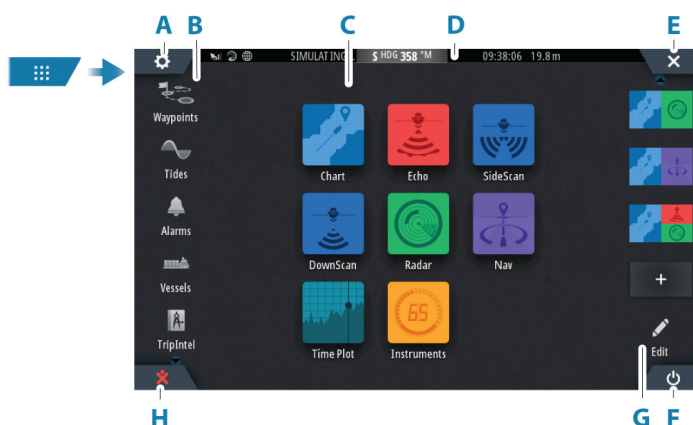 A B C D E
SIMULATING S HDG 358 °M 09:38:06 19.8 m
Waypoints
Tides
Alarms
Vessels
TripIntel
Chart Echo SideScan
DownScan Radar Nav
65
Time Plot Instruments
+
Edit
H G F